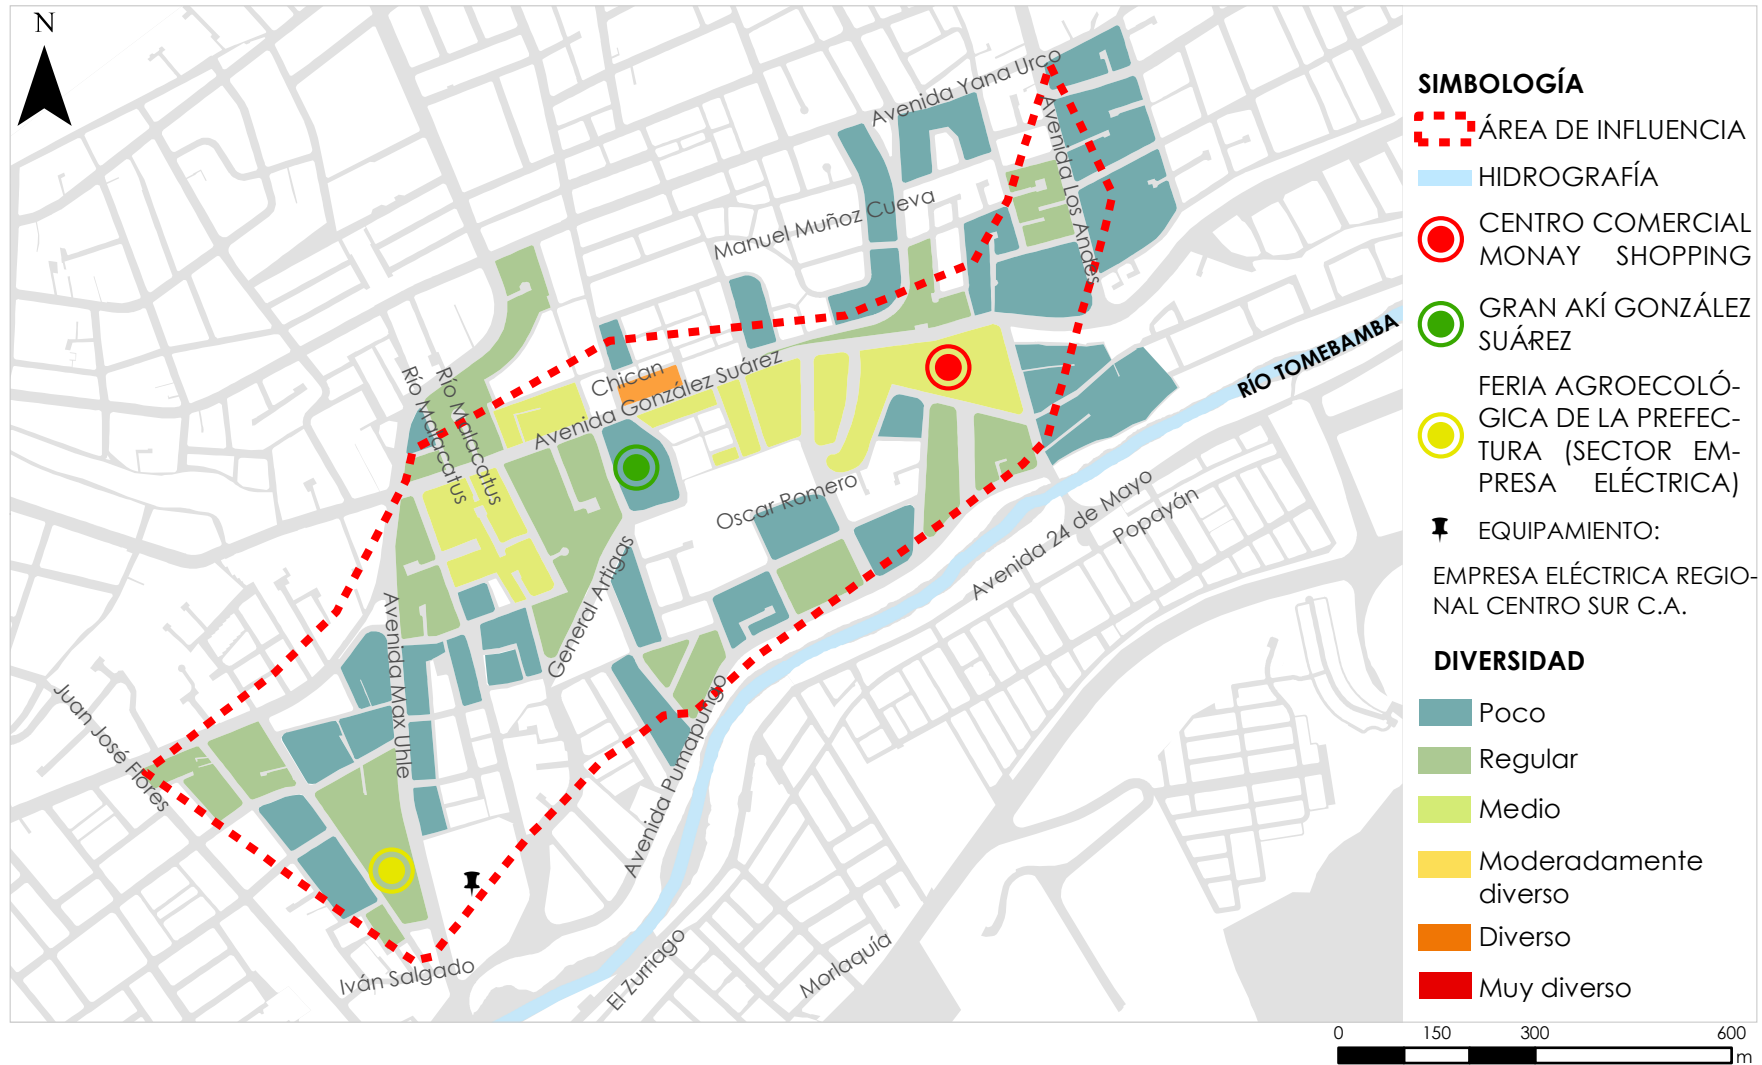 N
Avenida Yana Urco
Avenida Los Andes
Manuel Muñoz Cueva
Río Malacatus
Río Malacatus
Chican
Avenida González Suárez
Oscar Romero
RÍO TOMEBAMBA
Avenida 24 de Mayo
Popayán
General Artigas
Avenida Max Uhle
Juan José Flores
Avenida Pumapungo
Iván Salgado
El Zurriago
Morlaquía
SIMBOLOGÍA
ÁREA DE INFLUENCIA
HIDROGRAFÍA
CENTRO COMERCIAL
MONAY SHOPPING
GRAN AKÍ GONZÁLEZ
SUÁREZ
FERIA AGROECOLÓ-
GICA DE LA PREFEC-
TURA (SECTOR EM-
PRESA ELÉCTRICA)
EQUIPAMIENTO:
EMPRESA ELÉCTRICA REGIO-
NAL CENTRO SUR C.A.
DIVERSIDAD
Poco
Regular
Medio
Moderadamente
diverso
Diverso
Muy diverso
0 150 300 600
m